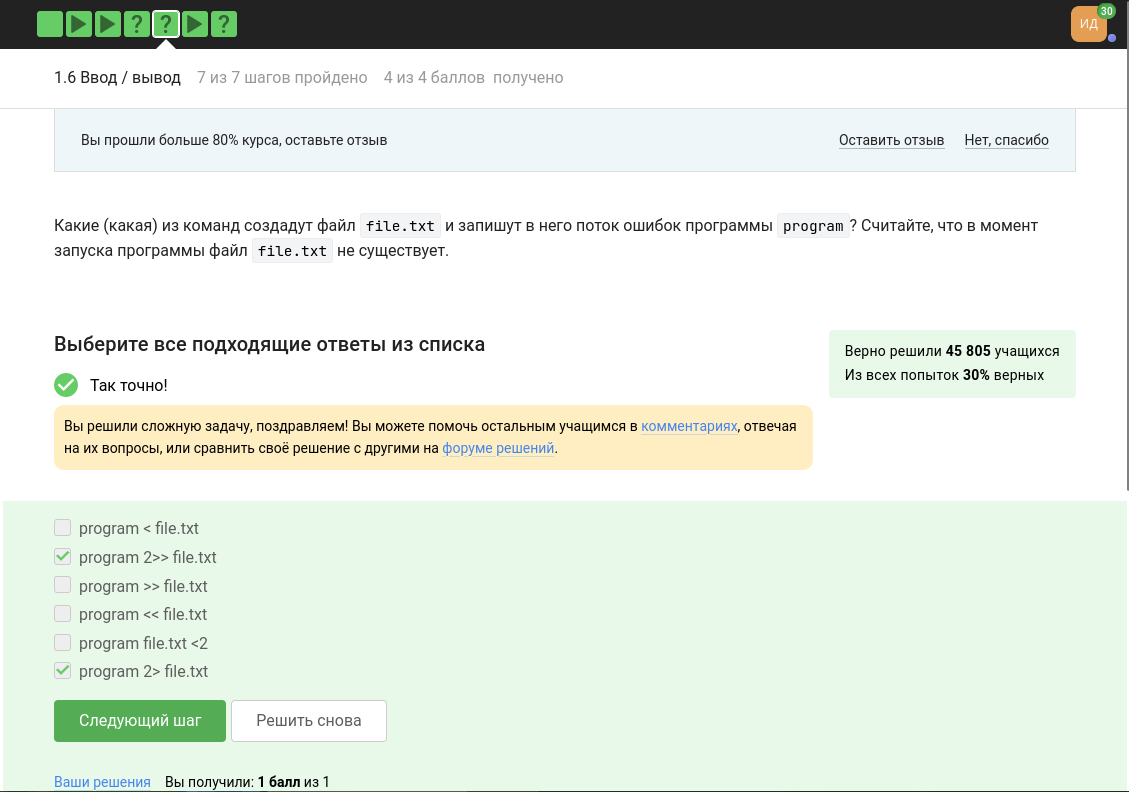 ? ? ?
ИД 30
1.6 Ввод / вывод 7 из 7 шагов пройдено 4 из 4 баллов получено
Вы прошли больше 80% курса, оставьте отзыв Оставить отзыв Нет, спасибо
Какие (какая) из команд создадут файл file.txt и запишут в него поток ошибок программы program? Считайте, что в момент
запуска программы файл file.txt не существует.
Выберите все подходящие ответы из списка
Верно решили 45 805 учащихся
Из всех попыток 30% верных
Так точно!
Вы решили сложную задачу, поздравляем! Вы можете помочь остальным учащимся в комментариях, отвечая
на их вопросы, или сравнить своё решение с другими на форуме решений.
program < file.txt
program 2>> file.txt
program >> file.txt
program << file.txt
program file.txt <2
program 2> file.txt
Следующий шаг Решить снова
Ваши решения Вы получили: 1 балл из 1